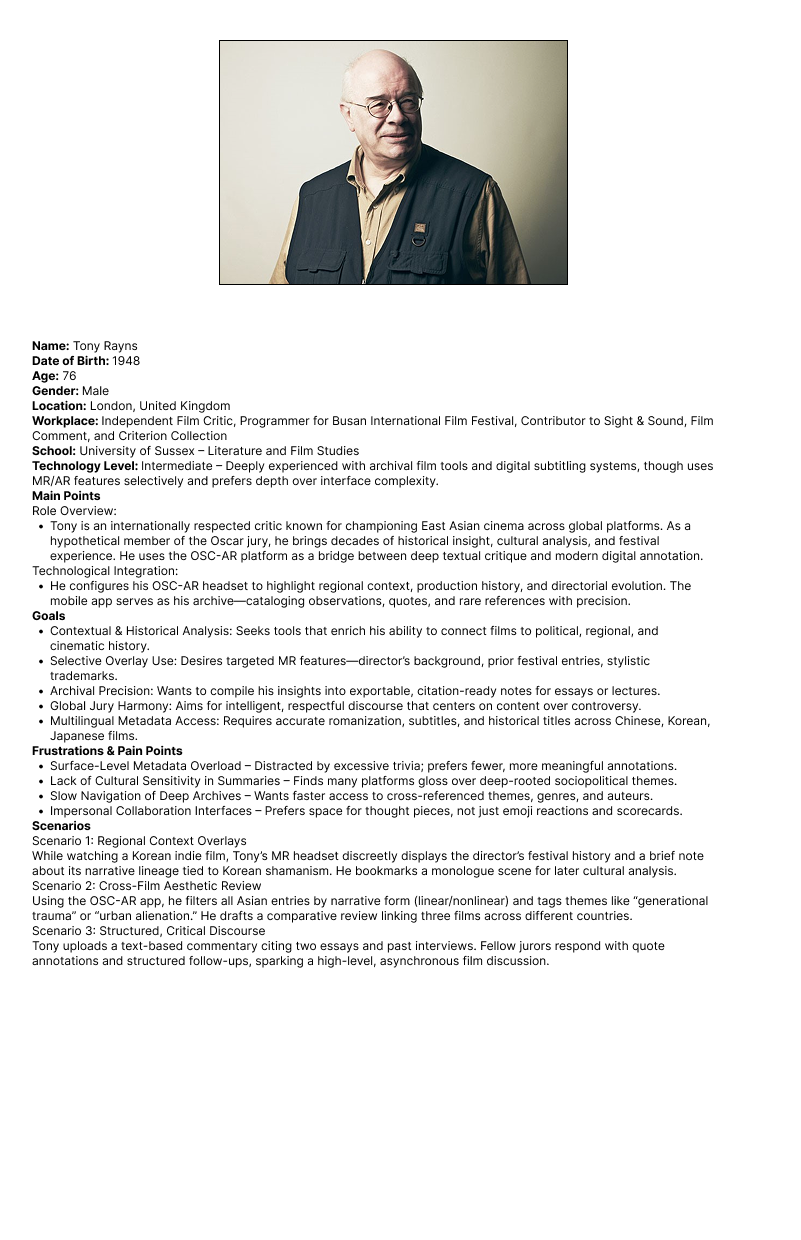 Name: Tony Rayns
Date of Birth: 1948
Age: 76
Gender: Male
Location: London, United Kingdom
Workplace: Independent Film Critic, Programmer for Busan International Film Festival, Contributor to Sight & Sound, Film
Comment, and Criterion Collection
School: University of Sussex – Literature and Film Studies
Technology Level: Intermediate – Deeply experienced with archival film tools and digital subtitling systems, though uses
MR/AR features selectively and prefers depth over interface complexity.
Main Points
Role Overview:
• Tony is an internationally respected critic known for championing East Asian cinema across global platforms. As a
hypothetical member of the Oscar jury, he brings decades of historical insight, cultural analysis, and festival
experience. He uses the OSC-AR platform as a bridge between deep textual critique and modern digital annotation.
Technological Integration:
• He configures his OSC-AR headset to highlight regional context, production history, and directorial evolution. The
mobile app serves as his archive—cataloging observations, quotes, and rare references with precision.
Goals
• Contextual & Historical Analysis: Seeks tools that enrich his ability to connect films to political, regional, and
cinematic history.
• Selective Overlay Use: Desires targeted MR features—director’s background, prior festival entries, stylistic
trademarks.
• Archival Precision: Wants to compile his insights into exportable, citation-ready notes for essays or lectures.
• Global Jury Harmony: Aims for intelligent, respectful discourse that centers on content over controversy.
• Multilingual Metadata Access: Requires accurate romanization, subtitles, and historical titles across Chinese, Korean,
Japanese films.
Frustrations & Pain Points
• Surface-Level Metadata Overload – Distracted by excessive trivia; prefers fewer, more meaningful annotations.
• Lack of Cultural Sensitivity in Summaries – Finds many platforms gloss over deep-rooted sociopolitical themes.
• Slow Navigation of Deep Archives – Wants faster access to cross-referenced themes, genres, and auteurs.
• Impersonal Collaboration Interfaces – Prefers space for thought pieces, not just emoji reactions and scorecards.
Scenarios
Scenario 1: Regional Context Overlays
While watching a Korean indie film, Tony’s MR headset discreetly displays the director’s festival history and a brief note
about its narrative lineage tied to Korean shamanism. He bookmarks a monologue scene for later cultural analysis.
Scenario 2: Cross-Film Aesthetic Review
Using the OSC-AR app, he filters all Asian entries by narrative form (linear/nonlinear) and tags themes like “generational
trauma” or “urban alienation.” He drafts a comparative review linking three films across different countries.
Scenario 3: Structured, Critical Discourse
Tony uploads a text-based commentary citing two essays and past interviews. Fellow jurors respond with quote
annotations and structured follow-ups, sparking a high-level, asynchronous film discussion.